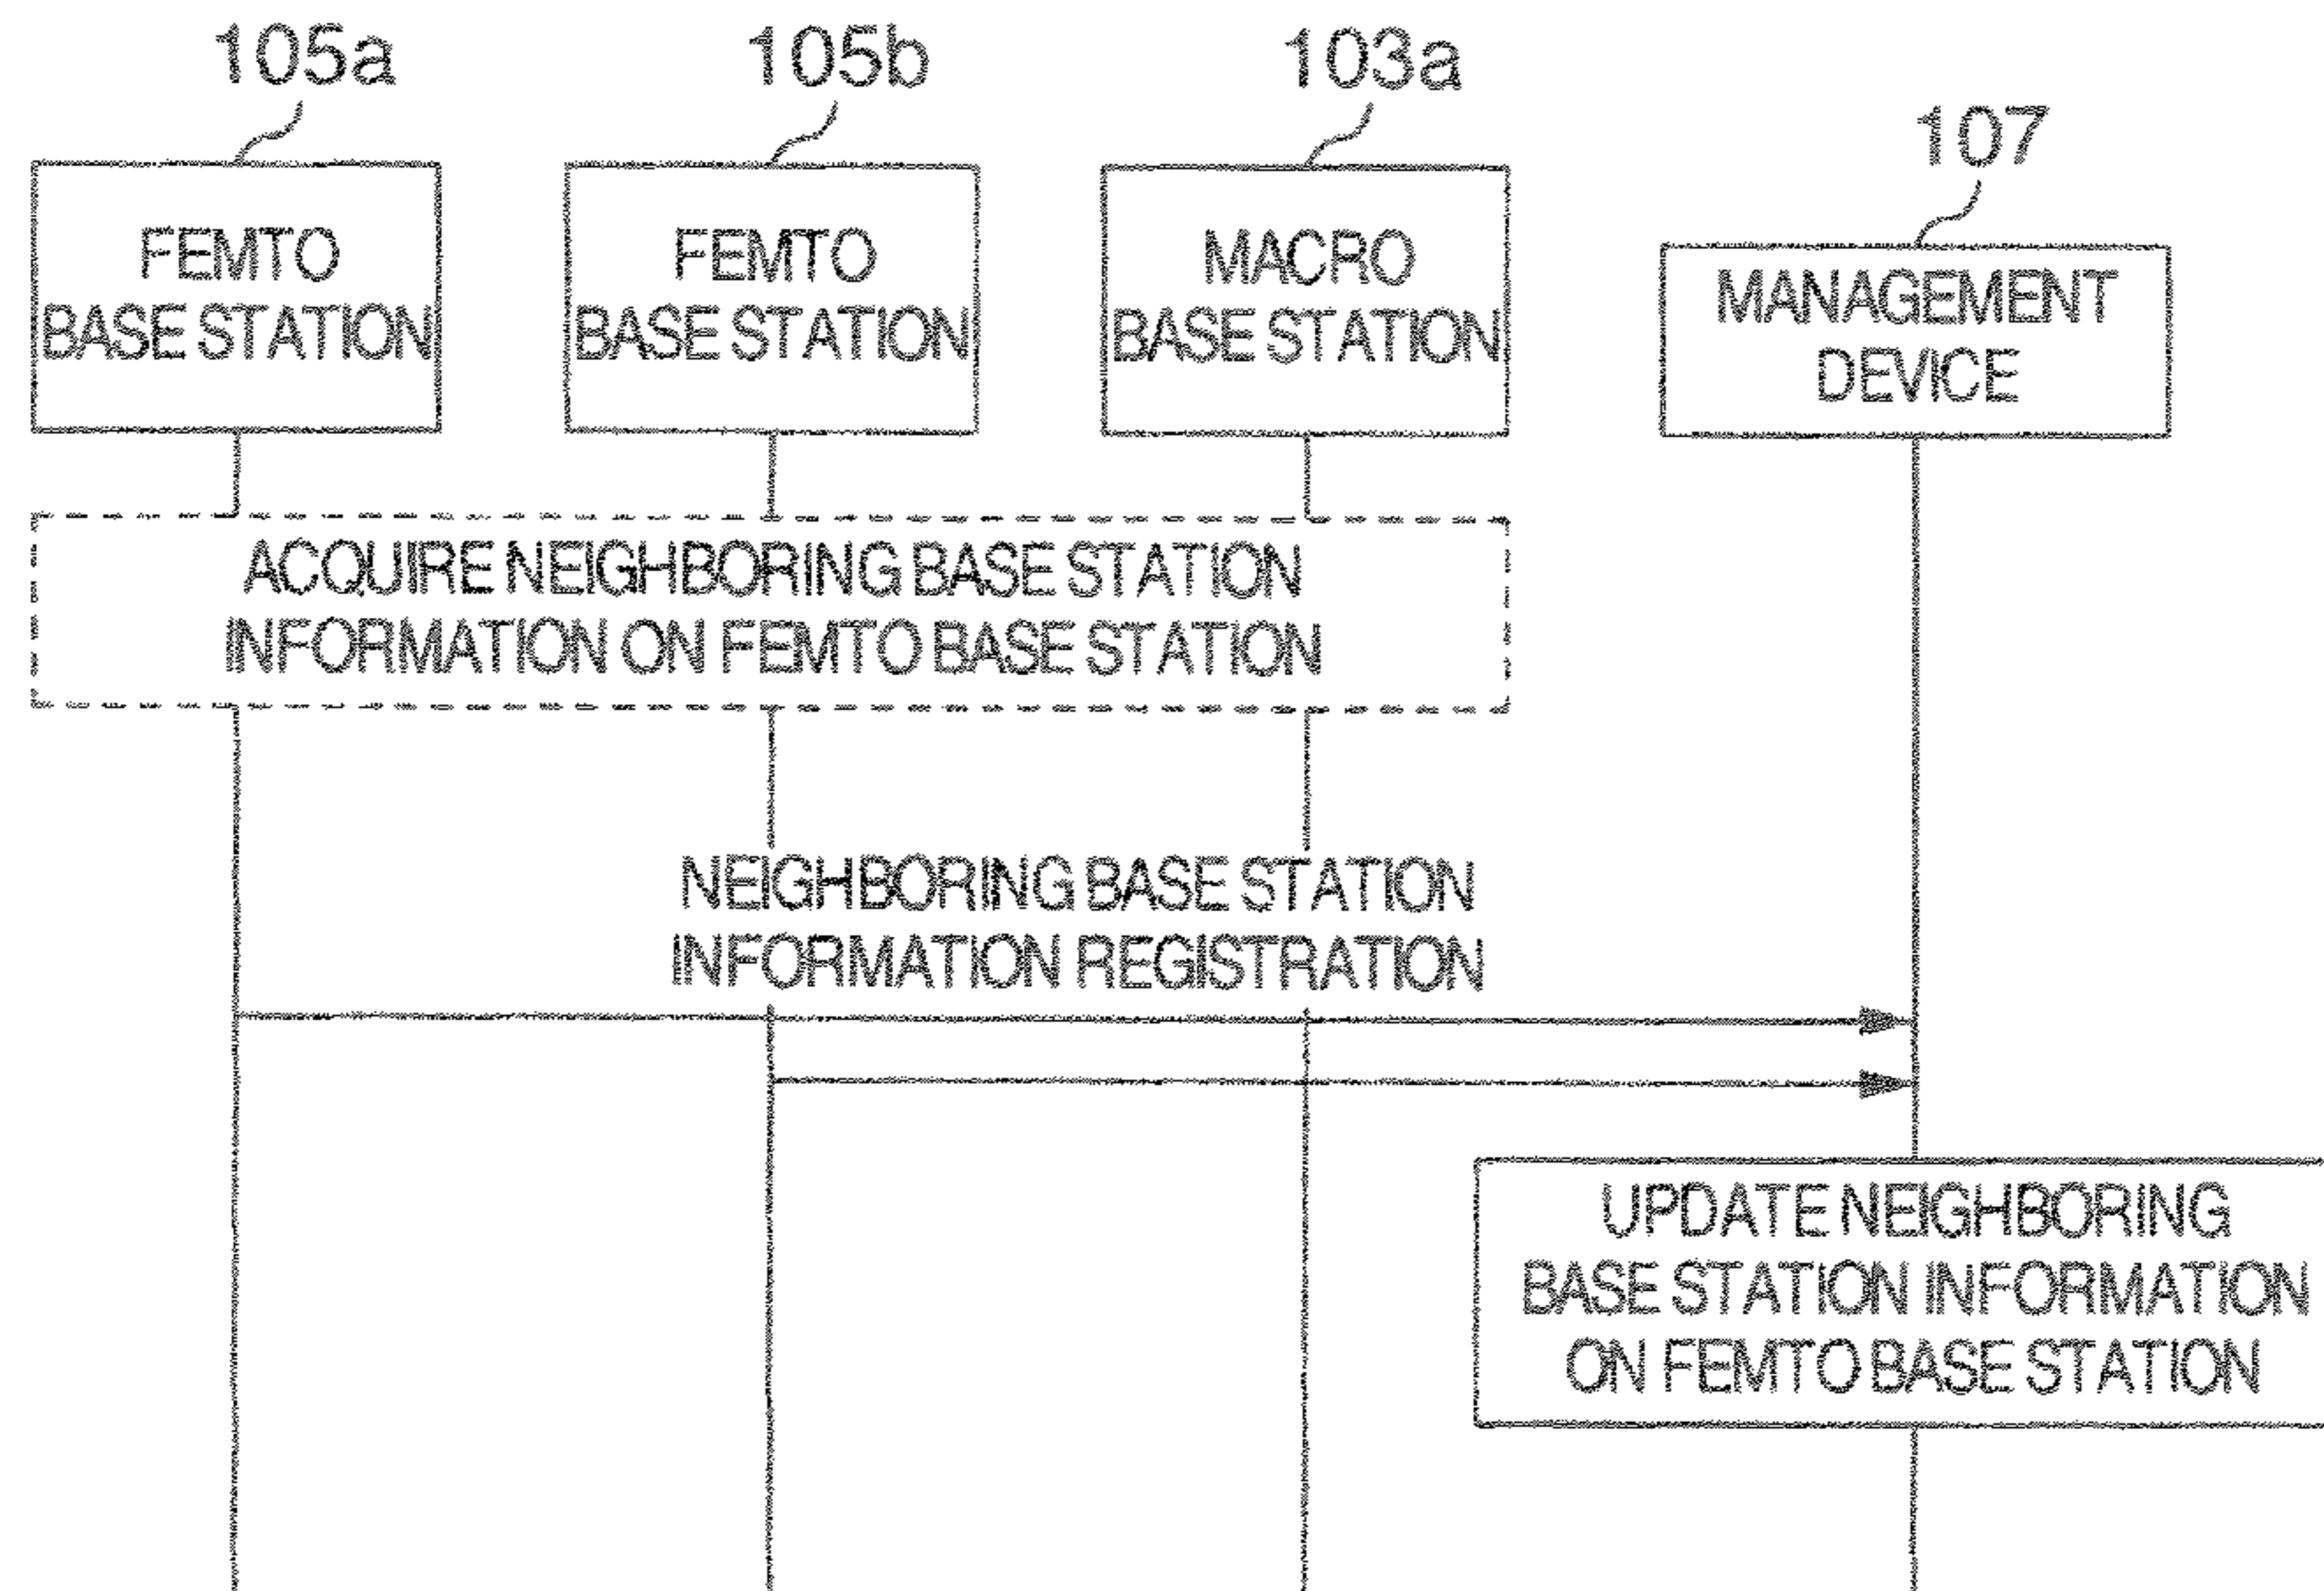 105a
105b
103a
107
FEMTO
BASE STATION
FEMTO
BASE STATION
MACRO
BASE STATION
MANAGEMENT
DEVICE
ACQUIRE NEIGHBORING BASE STATION
INFORMATION ON FEMTO BASE STATION
NEIGHBORING BASE STATION
INFORMATION REGISTRATION
UPDATE NEIGHBORING
BASE STATION INFORMATION
ON FEMTO BASE STATION